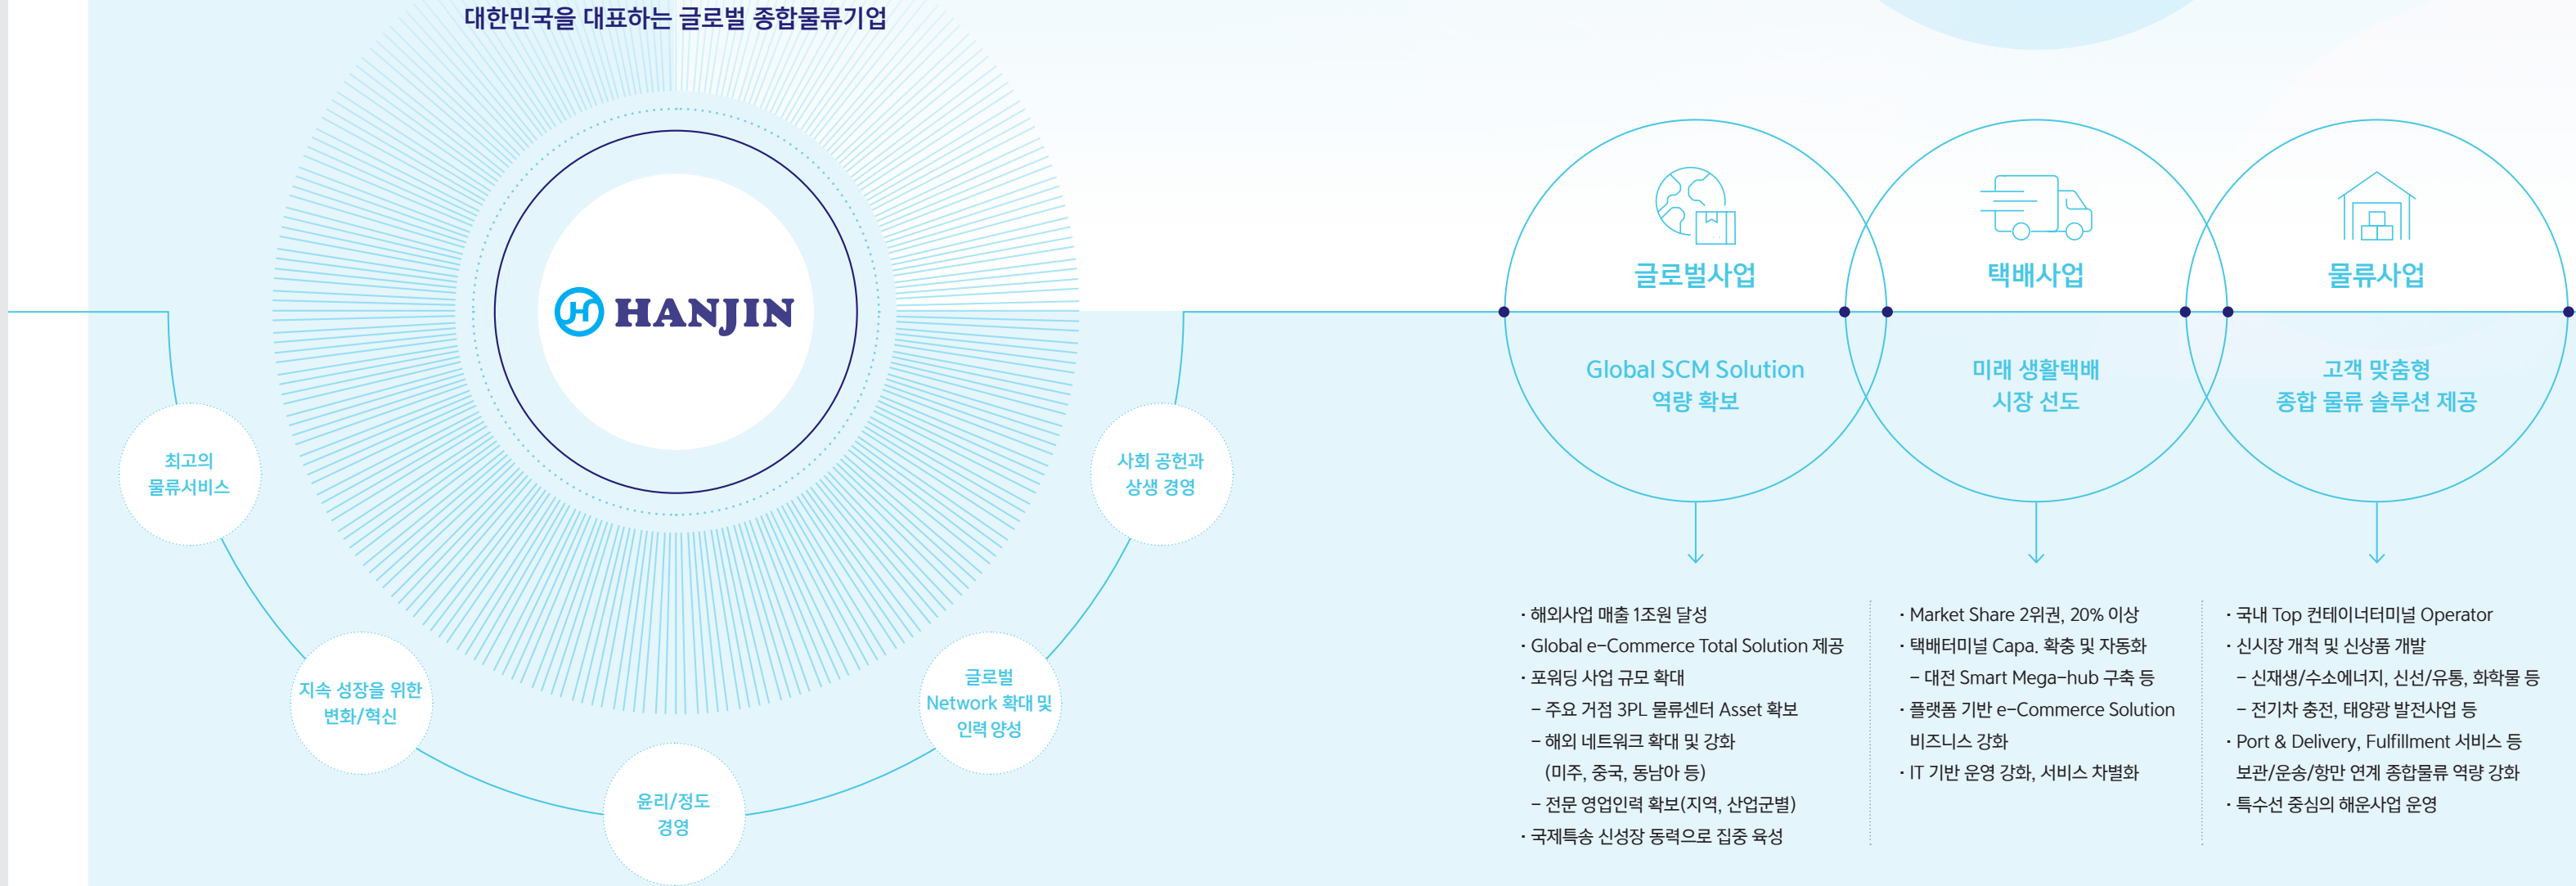 대한민국을 대표하는 글로벌 종합물류기업
HANJIN
최고의
물류서비스
지속 성장을 위한
변화/혁신
윤리/정도
경영
글로벌
Network 확대 및
인력 양성
사회 공헌과
상생 경영
글로벌사업
Global SCM Solution
역량 확보
· 해외사업 매출 1조원 달성
· Global e-Commerce Total Solution 제공
· 포워딩 사업 규모 확대
- 주요 거점 3PL 물류센터 Asset 확보
- 해외 네트워크 확대 및 강화
(미주, 중국, 동남아 등)
- 전문 영업인력 확보(지역, 산업군별)
· 국제특송 신성장 동력으로 집중 육성
택배사업
미래 생활택배
시장 선도
· Market Share 2위권, 20% 이상
· 택배터미널 Capa. 확충 및 자동화
- 대전 Smart Mega-hub 구축 등
· 플랫폼 기반 e-Commerce Solution
비즈니스 강화
· IT 기반 운영 강화, 서비스 차별화
물류사업
고객 맞춤형
종합 물류 솔루션 제공
· 국내 Top 컨테이너터미널 Operator
· 신시장 개척 및 신상품 개발
- 신재생/수소에너지, 신선/유통, 화학물 등
- 전기차 충전, 태양광 발전사업 등
· Port & Delivery, Fulfillment 서비스 등
보관/운송/항만 연계 종합물류 역량 강화
· 특수선 중심의 해운사업 운영